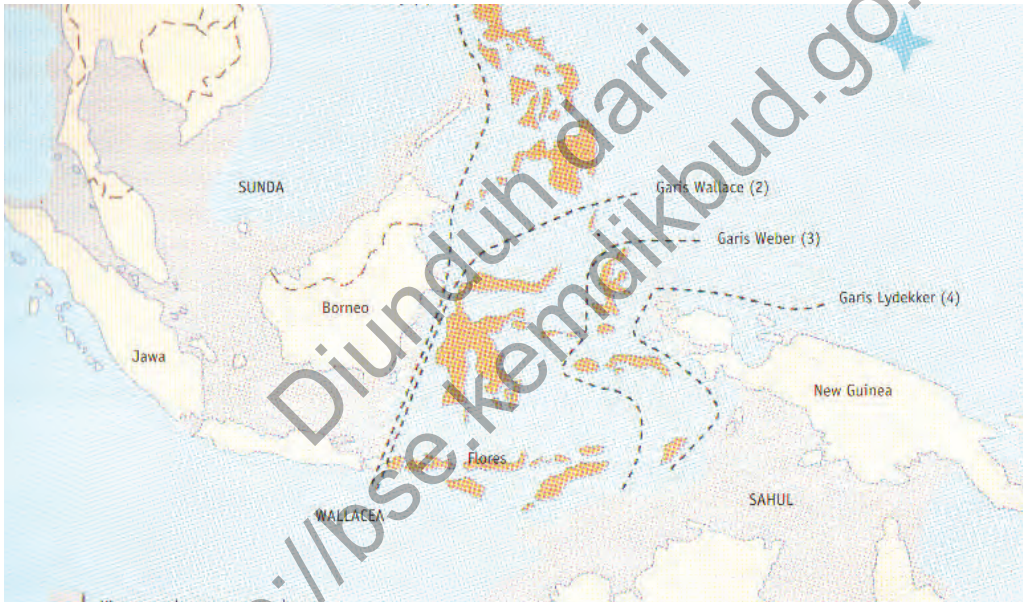 SUNDA
Garis Wallace (2)
Garis Weber (3)
Garis Lydekker (4)
Borneo
Jawa
New Guinea
Flores
SAHUL
WALLACEA
Diunduh dari
://bse.kemdikbud.go.